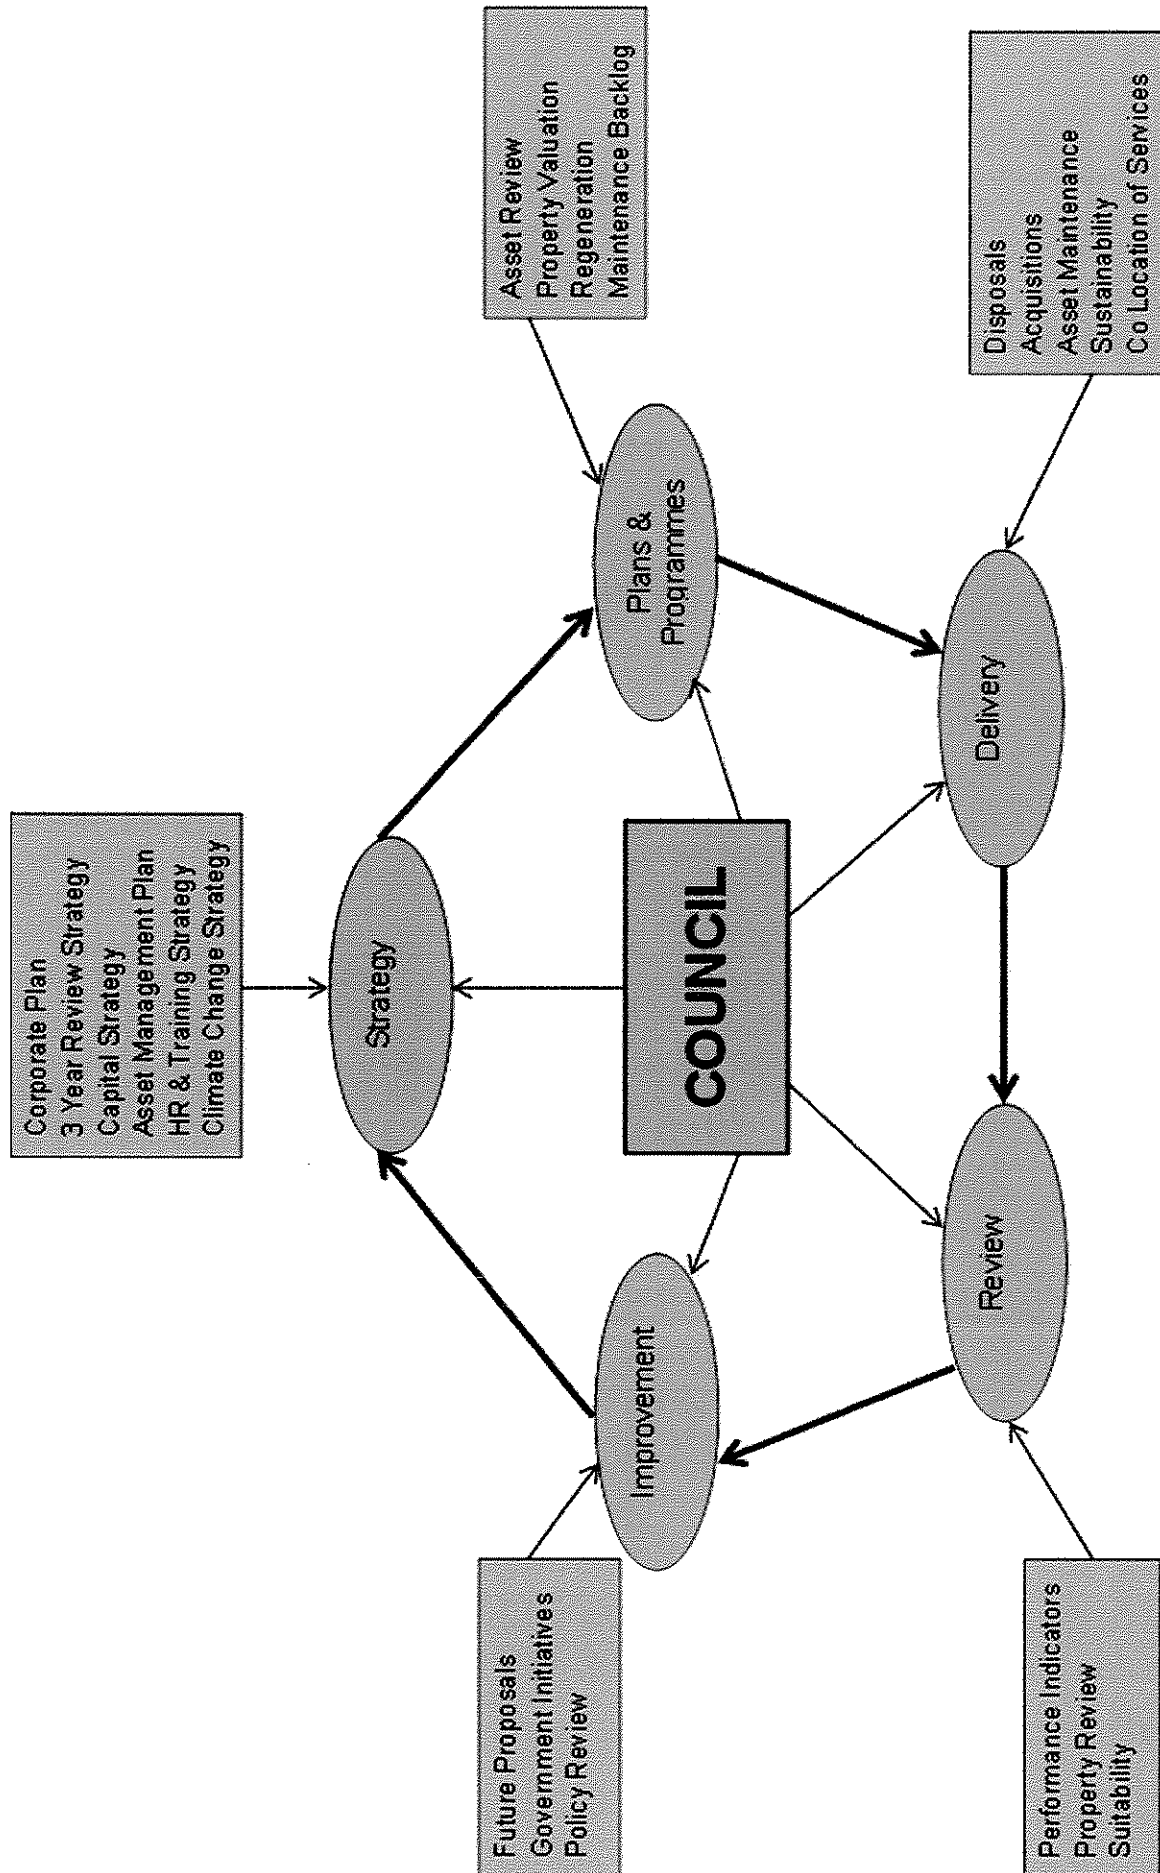 Corporate Plan
3 Year Review Strategy
Capital Strategy
Asset Management Plan
HR & Training Strategy
Climate Change Strategy
Strategy
Future Proposals
Government Initiatives
Policy Review
Improvement
COUNCIL
Plans &
Programmes
Asset Review
Property Valuation
Regeneration
Maintenance Backlog
Performance Indicators
Property Review
Suitability
Review
Delivery
Disposals
Acquisitions
Asset Maintenance
Sustainability
Co Location of Services